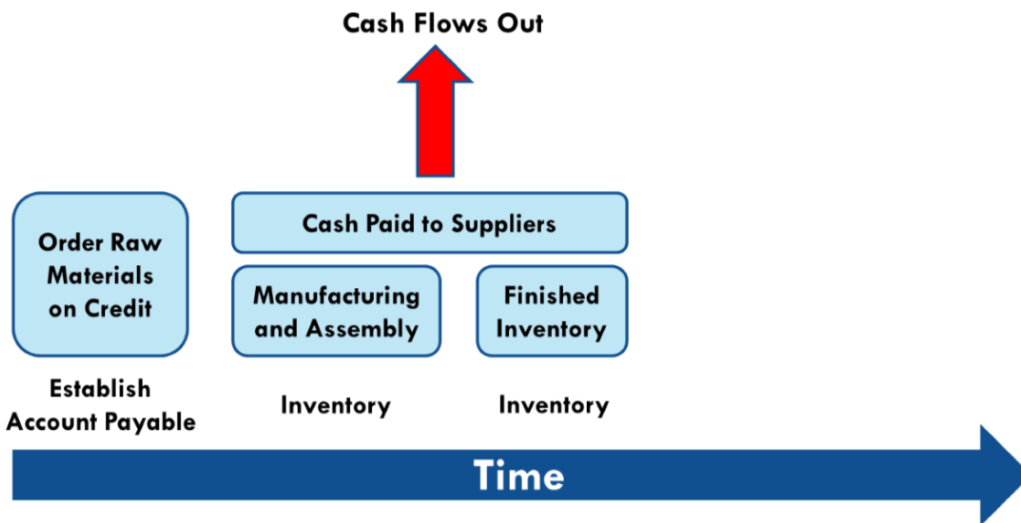 Cash Flows Out
Cash Paid to Suppliers
Order Raw
Materials
on Credit
Manufacturing
and Assembly
Finished
Inventory
Establish
Account Payable
Inventory
Inventory
Time